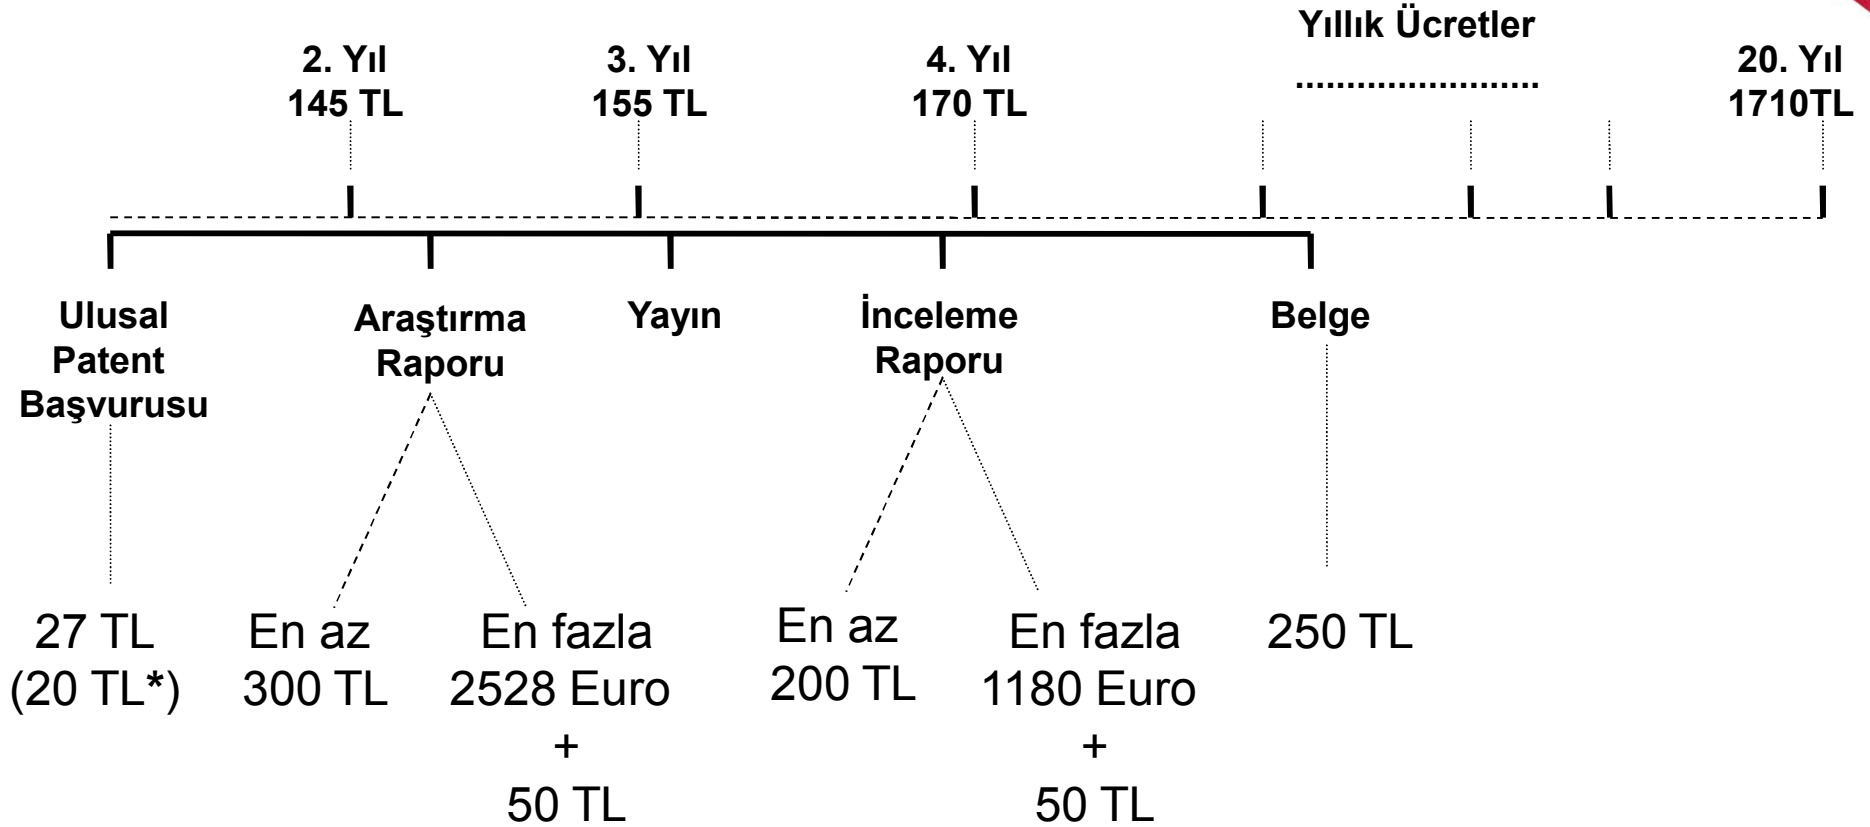 Yıllık Ücretler
........................
2. Yıl
145 TL
3. Yıl
155 TL
4. Yıl
170 TL
20. Yıl
1710TL
Ulusal
Patent
Başvurusu
Araştırma
Raporu
Yayın
İnceleme
Raporu
Belge
27 TL
(20 TL*)
En az
300 TL
En fazla
2528 Euro
+
50 TL
En az
200 TL
En fazla
1180 Euro
+
50 TL
250 TL